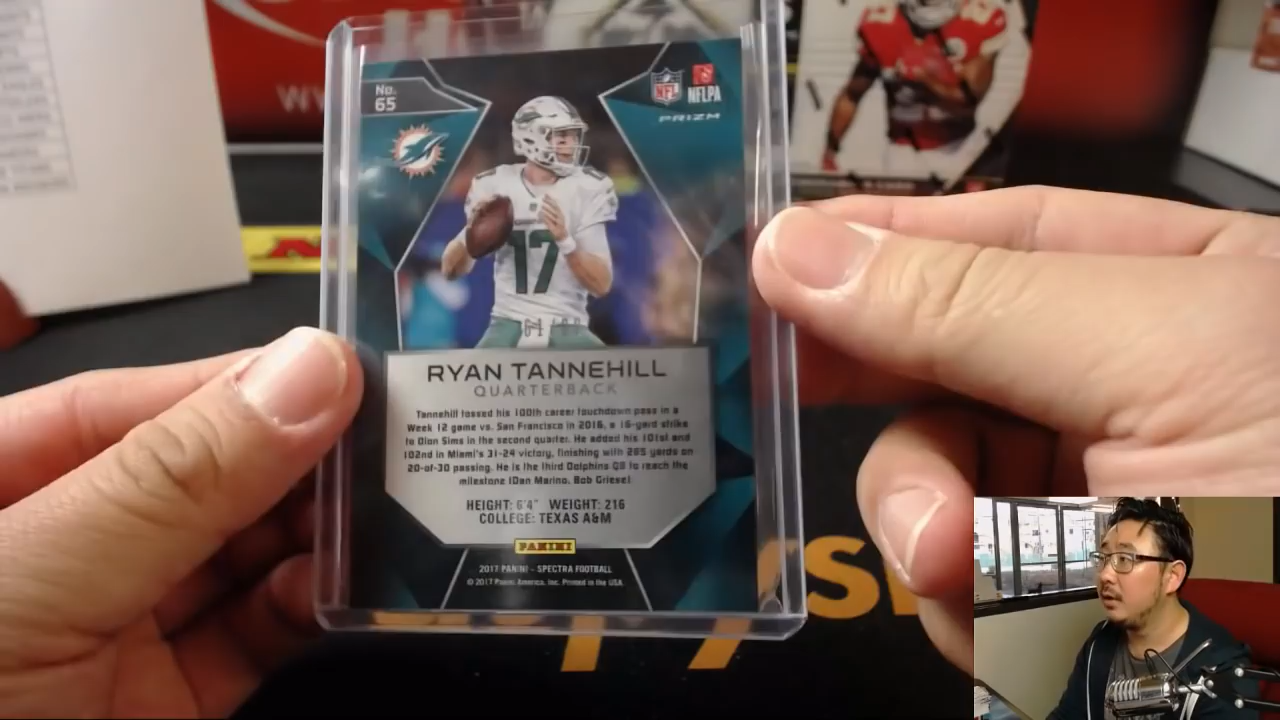 No.
65
NFL
NFLPA
PRIZM
17
RYAN TANNEHILL
QUARTERBACK
Tannehill tossed his 100th career touchdown pass in a
Week 12 game vs. San Francisco in 2016, a 16-yard strike
to Dion Sims in the second quarter. He added his 101st and
102nd in Miami's 31-24 victory, finishing with 285 yards on
20-of-30 passing. He is the third Dolphins QB to reach the
milestone (Dan Marino, Bob Griese).
HEIGHT: 6'4" WEIGHT: 216
COLLEGE: TEXAS A&M
PANINI
2017 PANINI - SPECTRA FOOTBALL
© 2017 Panini America, Inc. Printed in the USA.